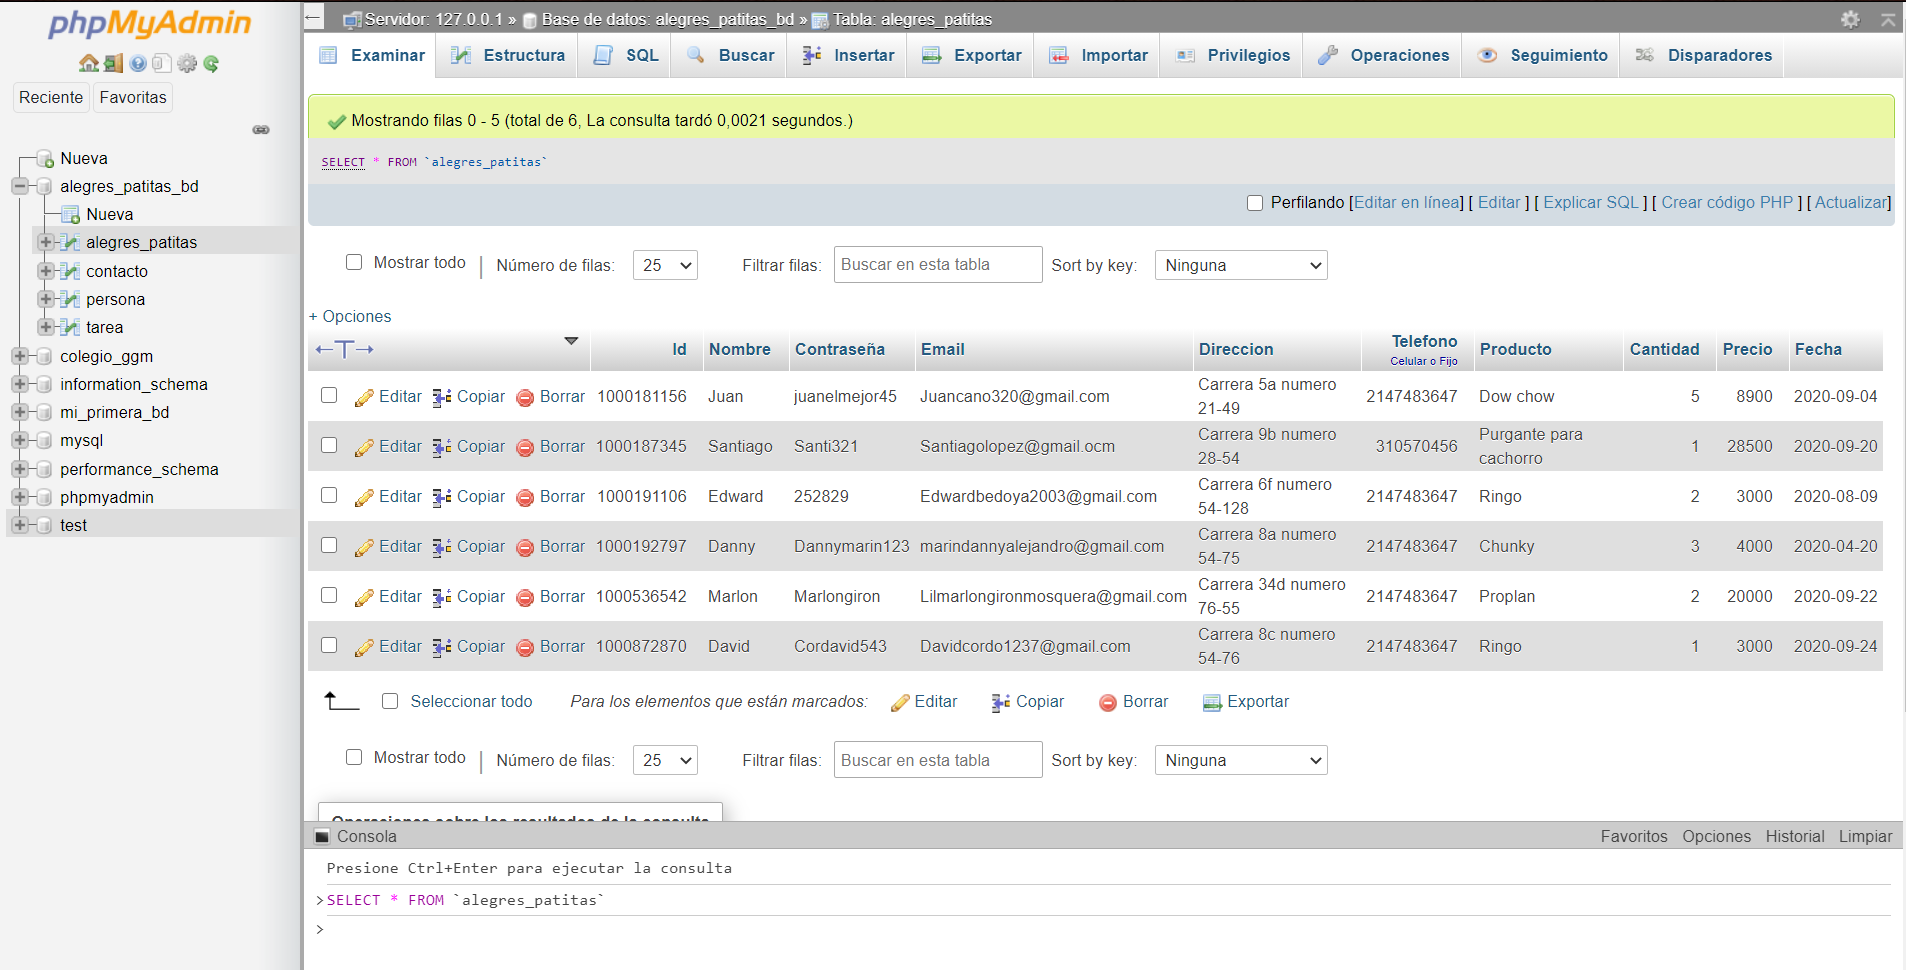 phpMyAdmin
Reciente Favoritas
Nueva
alegres_patitas_bd
Nueva
alegres_patitas
contacto
persona
tarea
colegio_ggm
information_schema
mi_primera_bd
mysql
performance_schema
phpmyadmin
test
Servidor: 127.0.0.1 » Base de datos: alegres_patitas_bd » Tabla: alegres_patitas
Examinar Estructura SQL Buscar Insertar Exportar Importar Privilegios Operaciones Seguimiento Disparadores
Mostrando filas 0 - 5 (total de 6, La consulta tardó 0,0021 segundos.)
SELECT * FROM `alegres_patitas`
Perfilando [Editar en línea] [ Editar ] [ Explicar SQL ] [ Crear código PHP ] [ Actualizar]
Mostrar todo | Número de filas: 25 Filtrar filas: Buscar en esta tabla Sort by key: Ninguna
+ Opciones
←T→ Id Nombre Contraseña Email Direccion Telefono Producto Cantidad Precio Fecha
Celular o Fijo
Editar Copiar Borrar 1000181156 Juan juanelmejor45 Juancano320@gmail.com Carrera 5a numero 21-49 2147483647 Dow chow 5 8900 2020-09-04
Editar Copiar Borrar 1000187345 Santiago Santi321 Santiagolopez@gmail.ocm Carrera 9b numero 28-54 310570456 Purgante para cachorro 1 28500 2020-09-20
Editar Copiar Borrar 1000191106 Edward 252829 Edwardbedoya2003@gmail.com Carrera 6f numero 54-128 2147483647 Ringo 2 3000 2020-08-09
Editar Copiar Borrar 1000192797 Danny Dannymarin123 marindannyalejandro@gmail.com Carrera 8a numero 54-75 2147483647 Chunky 3 4000 2020-04-20
Editar Copiar Borrar 1000536542 Marlon Marlongiron Lilmarlongironmosquera@gmail.com Carrera 34d numero 76-55 2147483647 Proplan 2 20000 2020-09-22
Editar Copiar Borrar 1000872870 David Cordavid543 Davidcordo1237@gmail.com Carrera 8c numero 54-76 2147483647 Ringo 1 3000 2020-09-24
Seleccionar todo Para los elementos que están marcados: Editar Copiar Borrar Exportar
Mostrar todo | Número de filas: 25 Filtrar filas: Buscar en esta tabla Sort by key: Ninguna
Operaciones sobre los resultados de la consulta
Consola Favoritos Opciones Historial Limpiar
Presione Ctrl+Enter para ejecutar la consulta
>SELECT * FROM `alegres_patitas`
>